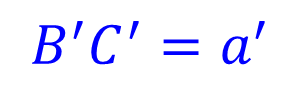 B′C′ = a′